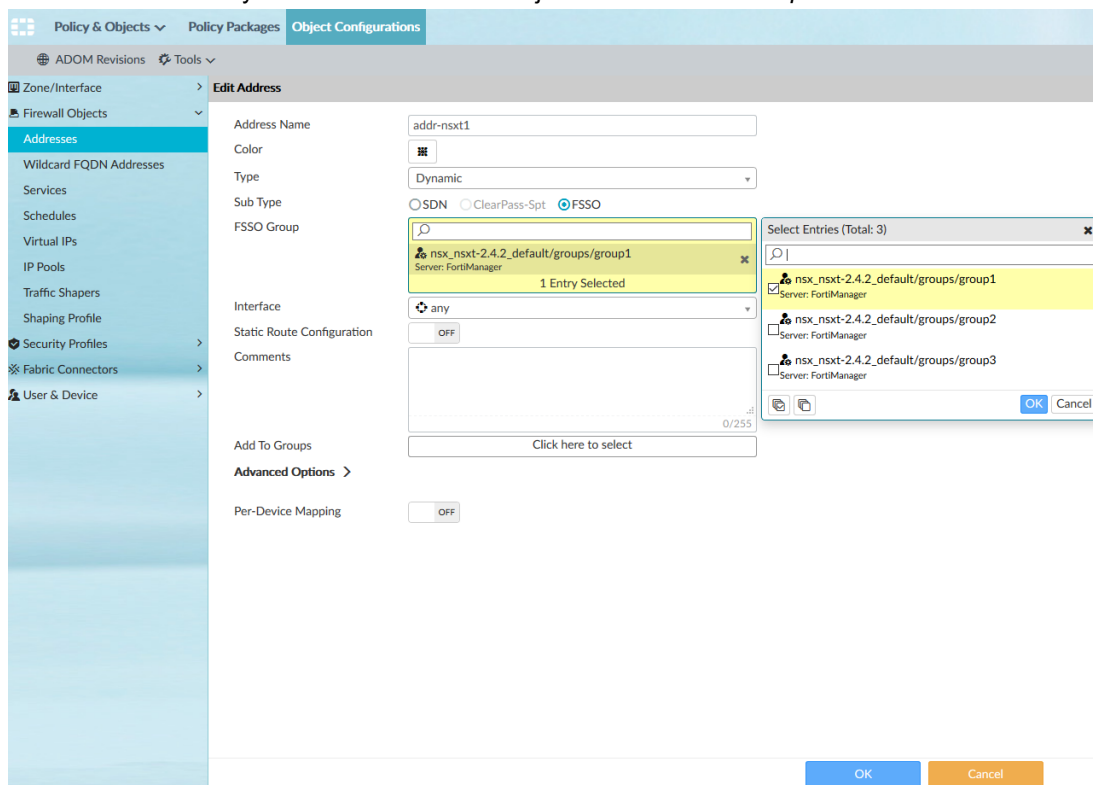 Policy & Objects Policy Packages Object Configurations
ADOM Revisions Tools
Zone/Interface
Firewall Objects
Addresses
Wildcard FQDN Addresses
Services
Schedules
Virtual IPs
IP Pools
Traffic Shapers
Shaping Profile
Security Profiles
Fabric Connectors
User & Device
Edit Address
Address Name addr-nsxt1
Color
Type Dynamic
Sub Type SDN ClearPass-Spt FSSO
FSSO Group
nsx_nsxt-2.4.2_default/groups/group1
Server: FortiManager
1 Entry Selected
Interface any
Static Route Configuration OFF
Comments
0/255
Add To Groups Click here to select
Advanced Options >
Per-Device Mapping OFF
Select Entries (Total: 3)
nsx_nsxt-2.4.2_default/groups/group1
Server: FortiManager
nsx_nsxt-2.4.2_default/groups/group2
Server: FortiManager
nsx_nsxt-2.4.2_default/groups/group3
Server: FortiManager
OK Cancel
OK Cancel